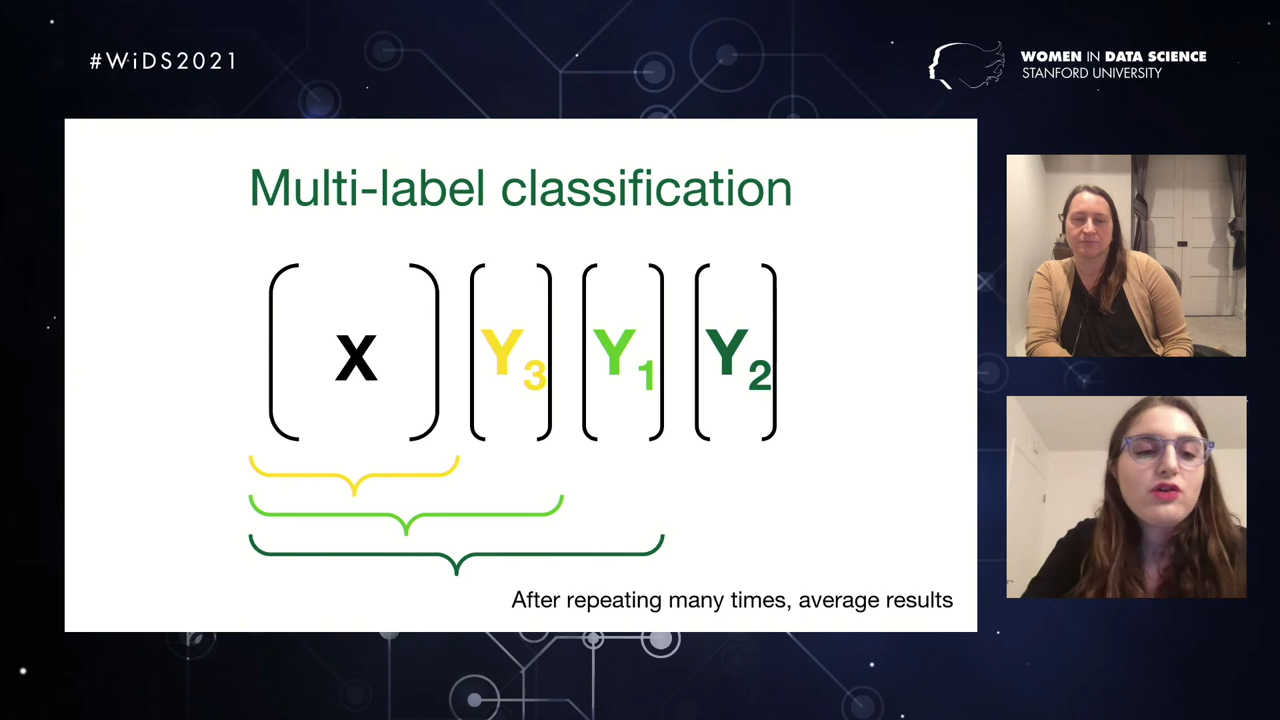 #WiDS2021
WOMEN IN DATA SCIENCE
STANFORD UNIVERSITY
Multi-label classification
X Y3 Y1 Y2
After repeating many times, average results